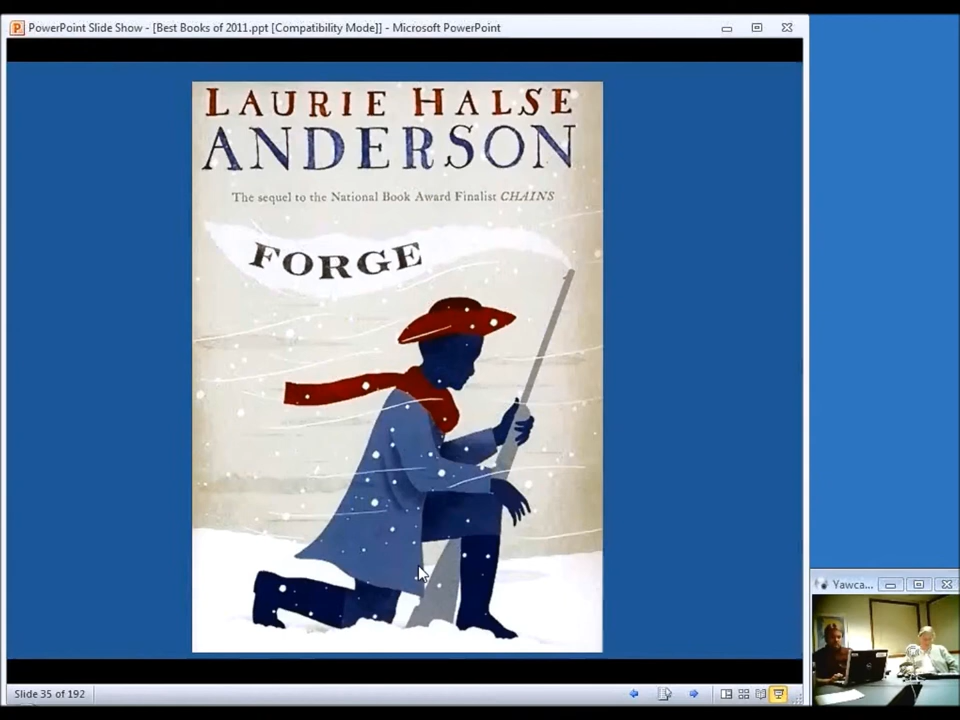 PowerPoint Slide Show - [Best Books of 2011.ppt [Compatibility Mode]] - Microsoft PowerPoint
LAURIE HALSE
ANDERSON
The sequel to the National Book Award Finalist CHAINS
FORGE
Yawca...
Slide 35 of 192